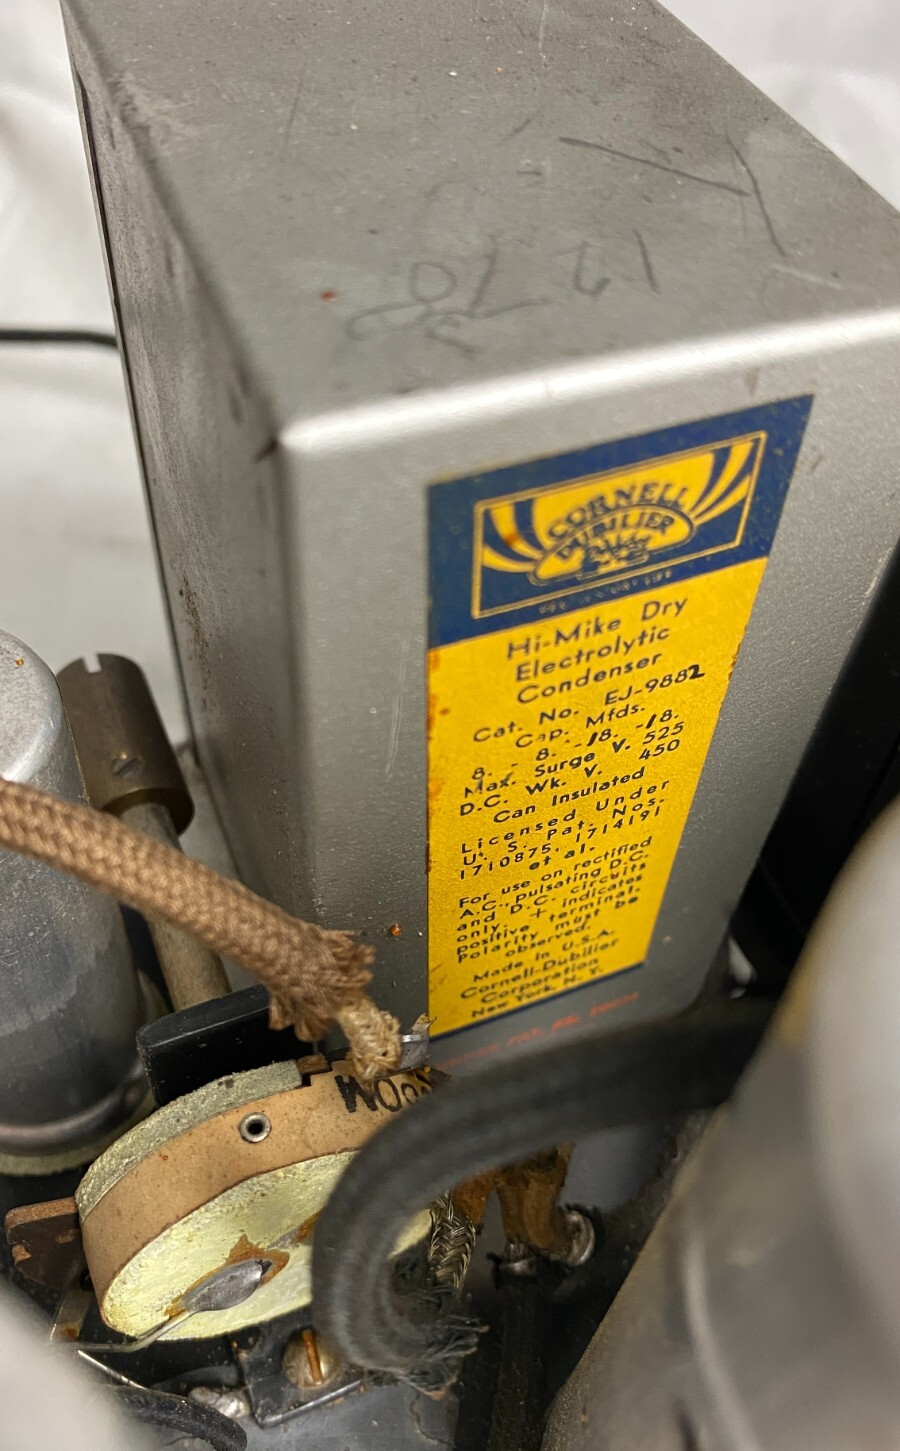 CORNELL
DUBILIER
Hi-Mike Dry
Electrolytic
Condenser
Cat. No. EJ-9882
Cap. Mfds.
8. - 8. -18. -18.
Max. Surge V. 525
D.C. Wk. V. 450
Can Insulated
Licensed Under
U. S. Pat. Nos.
1710875, 1714191
et al.
For use on rectified
A.C., pulsating D.C.
and D.C. circuits
only. + indicates
positive terminal.
Polarity must be
observed.
Made in U.S.A.
Cornell-Dubilier
Corporation
New York, N. Y.